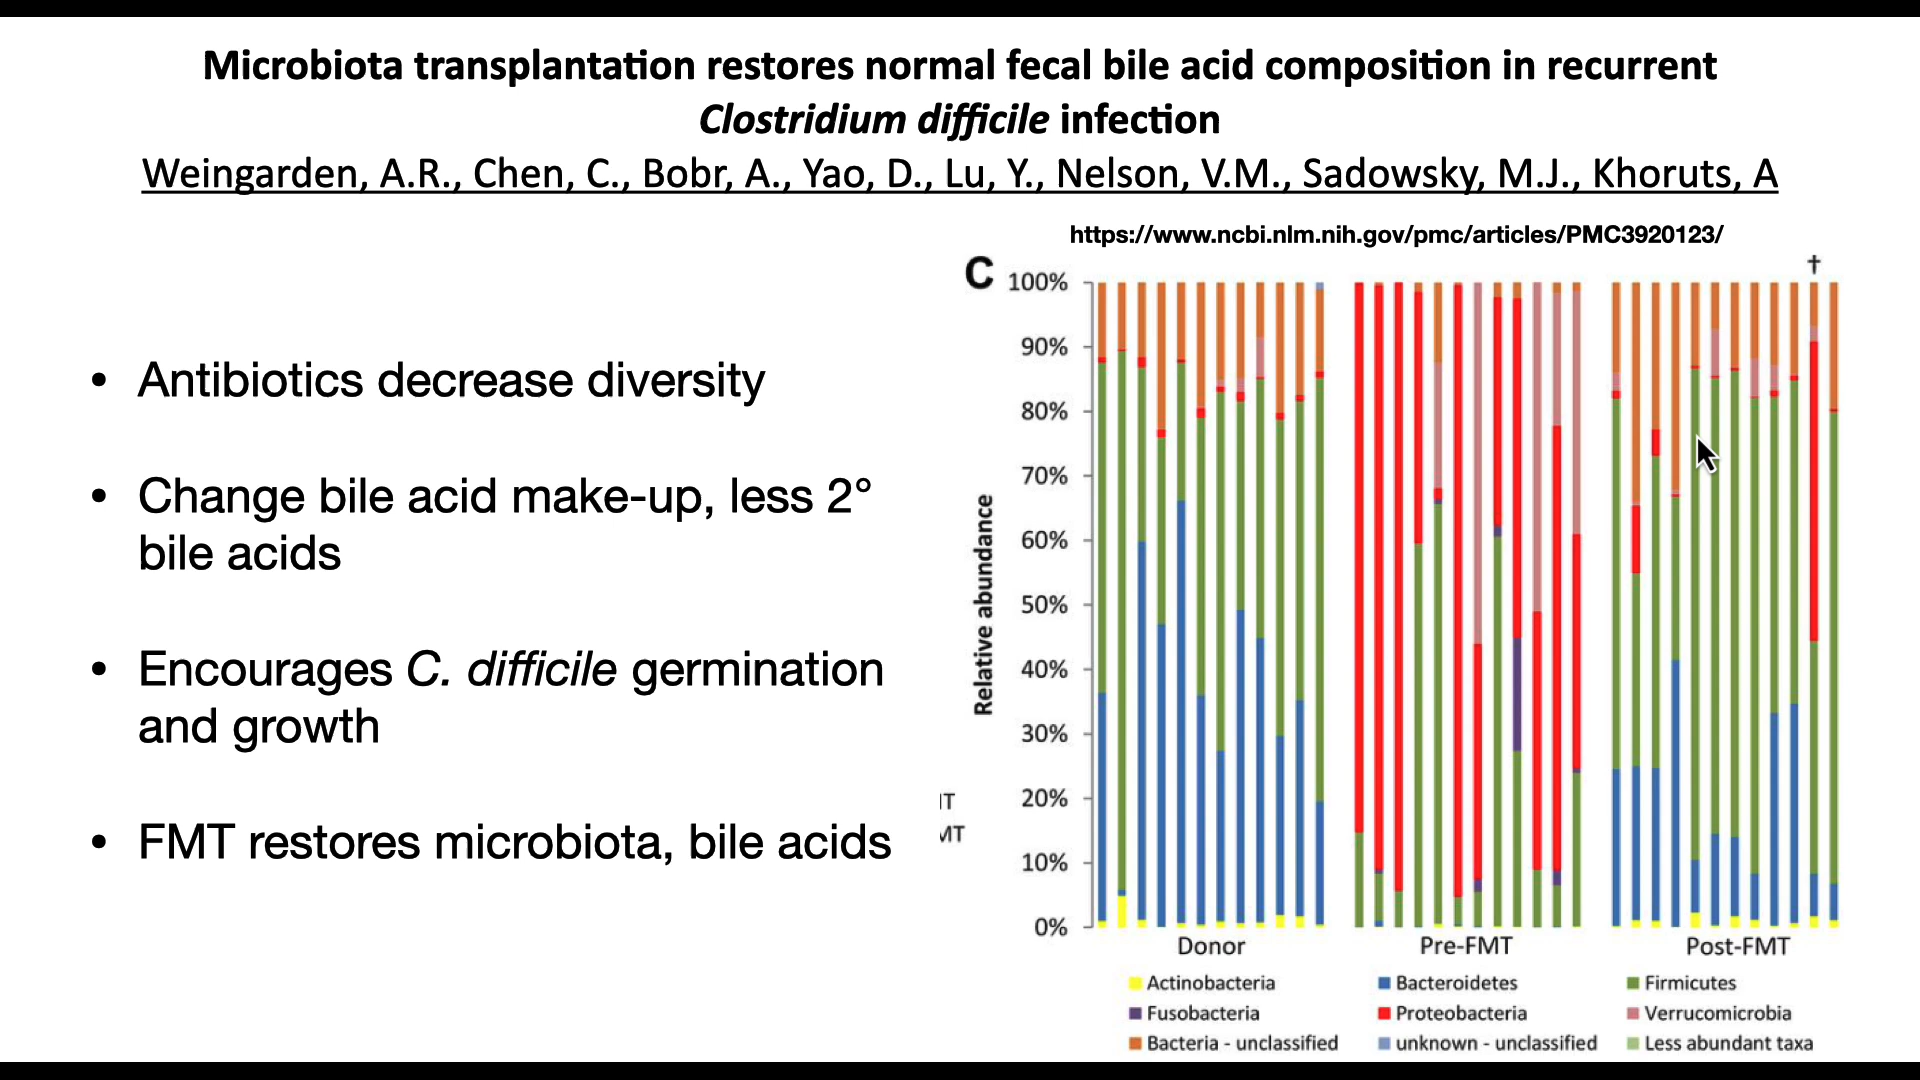 Microbiota transplantation restores normal fecal bile acid composition in recurrent
Clostridium difficile infection
Weingarden, A.R., Chen, C., Bobr, A., Yao, D., Lu, Y., Nelson, V.M., Sadowsky, M.J., Khoruts, A
https://www.ncbi.nlm.nih.gov/pmc/articles/PMC3920123/
• Antibiotics decrease diversity
• Change bile acid make-up, less 2°
bile acids
• Encourages C. difficile germination
and growth
• FMT restores microbiota, bile acids
C
†
100%
90%
80%
70%
60%
50%
40%
30%
20%
10%
0%
Relative abundance
Donor Pre-FMT Post-FMT
Actinobacteria Bacteroidetes Firmicutes
Fusobacteria Proteobacteria Verrucomicrobia
Bacteria - unclassified unknown - unclassified Less abundant taxa